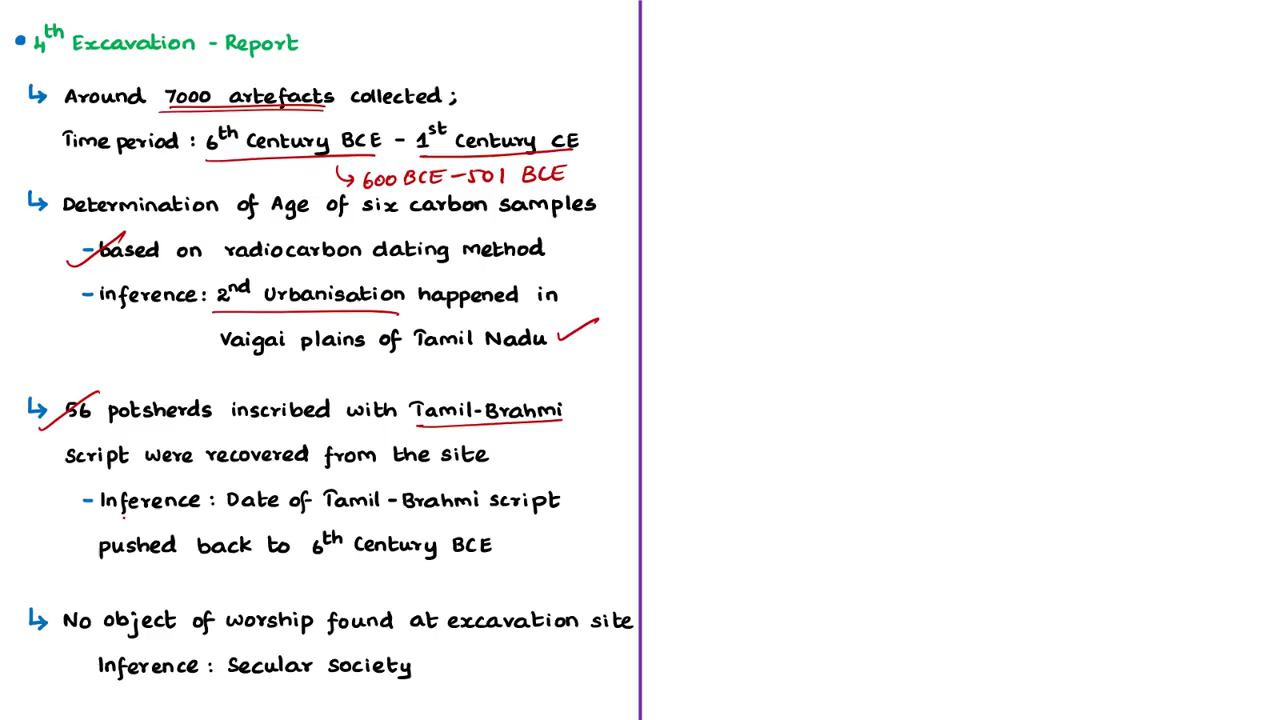 • 4th Excavation - Report
↳ Around 7000 artefacts collected;
Time period : 6th Century BCE - 1st Century CE
↳ 600 BCE - 501 BCE
↳ Determination of Age of six carbon samples
- based on radiocarbon dating method
- inference: 2nd Urbanisation happened in
Vaigai plains of Tamil Nadu
↳ 56 potsherds inscribed with Tamil-Brahmi
script were recovered from the site
- Inference : Date of Tamil-Brahmi script
pushed back to 6th Century BCE
↳ No object of worship found at excavation site
Inference : Secular society